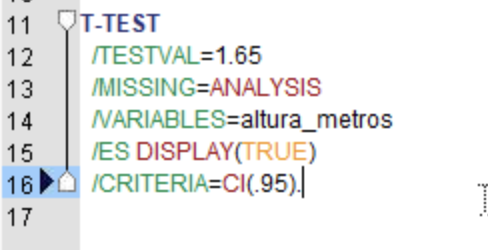 11 T-TEST
12 /TESTVAL=1.65
13 /MISSING=ANALYSIS
14 /VARIABLES=altura_metros
15 /ES DISPLAY(TRUE)
16 /CRITERIA=CI(.95).
17